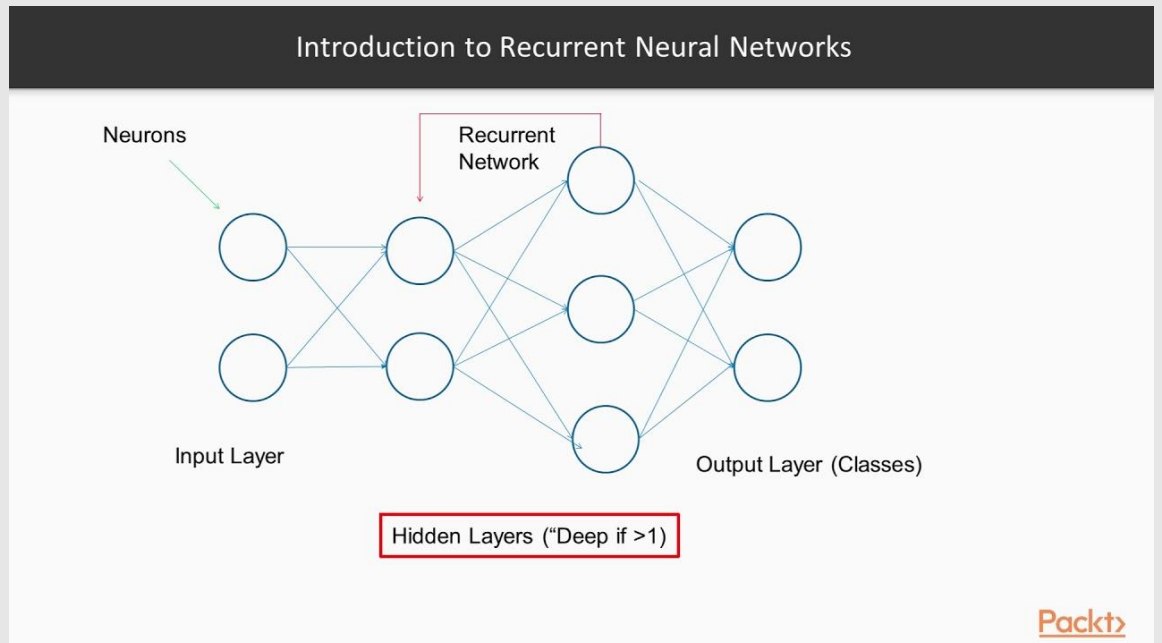 Introduction to Recurrent Neural Networks
Neurons
Recurrent
Network
Input Layer
Output Layer (Classes)
Hidden Layers (“Deep if >1)
Packt>